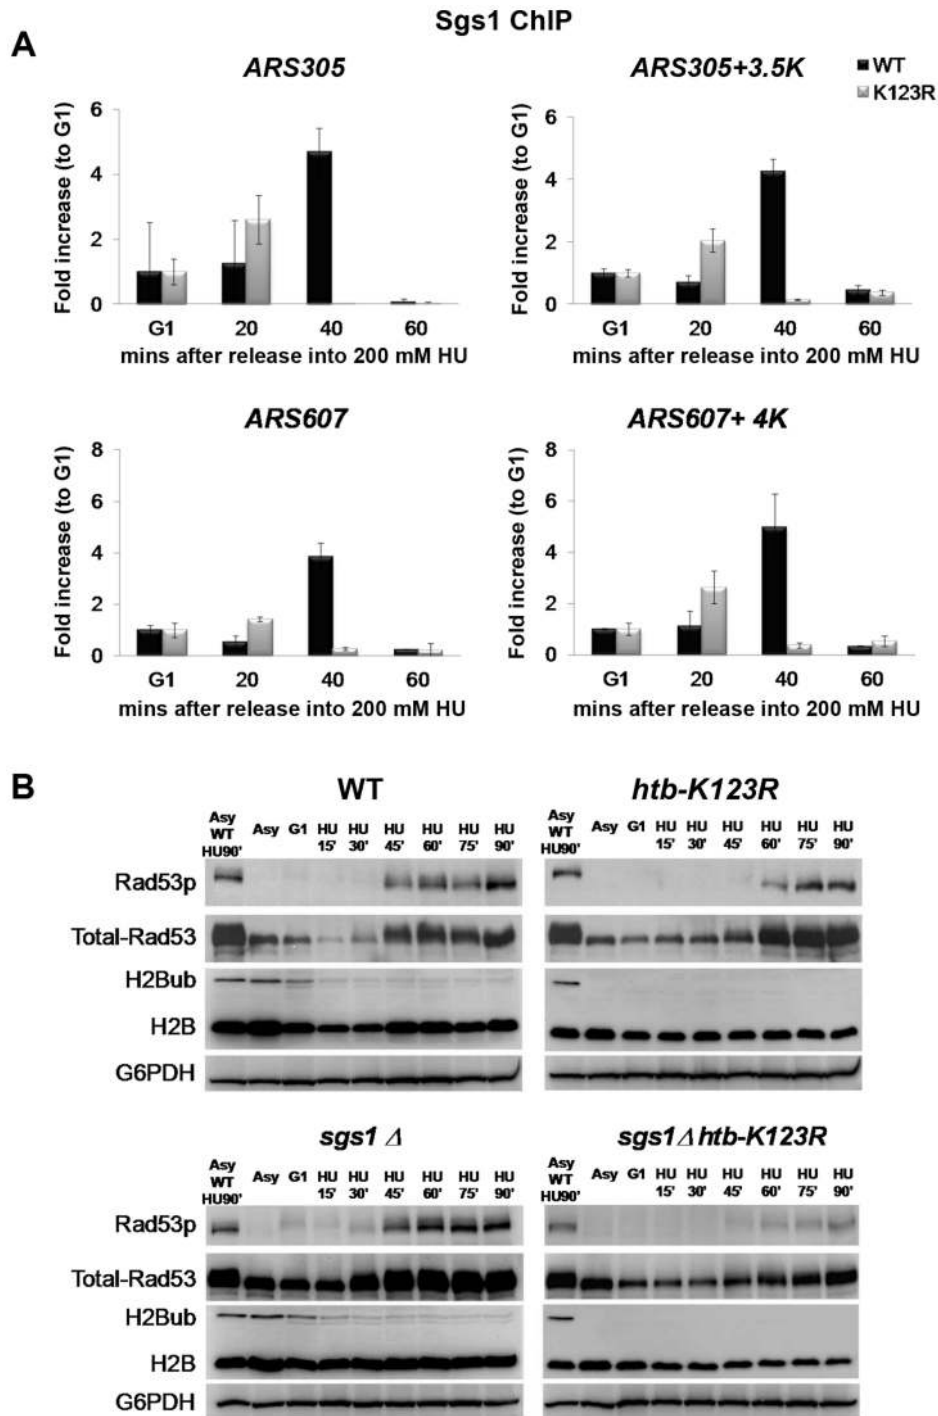 Sgs1 ChIP
A
ARS305
ARS305+3.5K
WT
K123R
Fold increase (to G1)
6
4
2
0
G1 20 40 60
mins after release into 200 mM HU
Fold increase (to G1)
6
4
2
0
G1 20 40 60
mins after release into 200 mM HU
ARS607
ARS607+ 4K
Fold increase (to G1)
8
6
4
2
0
G1 20 40 60
mins after release into 200 mM HU
Fold increase (to G1)
8
6
4
2
0
G1 20 40 60
mins after release into 200 mM HU
B
WT
Asy WT HU90' Asy G1 HU 15' HU 30' HU 45' HU 60' HU 75' HU 90'
htb-K123R
Asy WT HU90' Asy G1 HU 15' HU 30' HU 45' HU 60' HU 75' HU 90'
Rad53p
Total-Rad53
H2Bub
H2B
G6PDH
sgs1 Δ
Asy WT HU90' Asy G1 HU 15' HU 30' HU 45' HU 60' HU 75' HU 90'
sgs1Δ htb-K123R
Asy WT HU90' Asy G1 HU 15' HU 30' HU 45' HU 60' HU 75' HU 90'
Rad53p
Total-Rad53
H2Bub
H2B
G6PDH